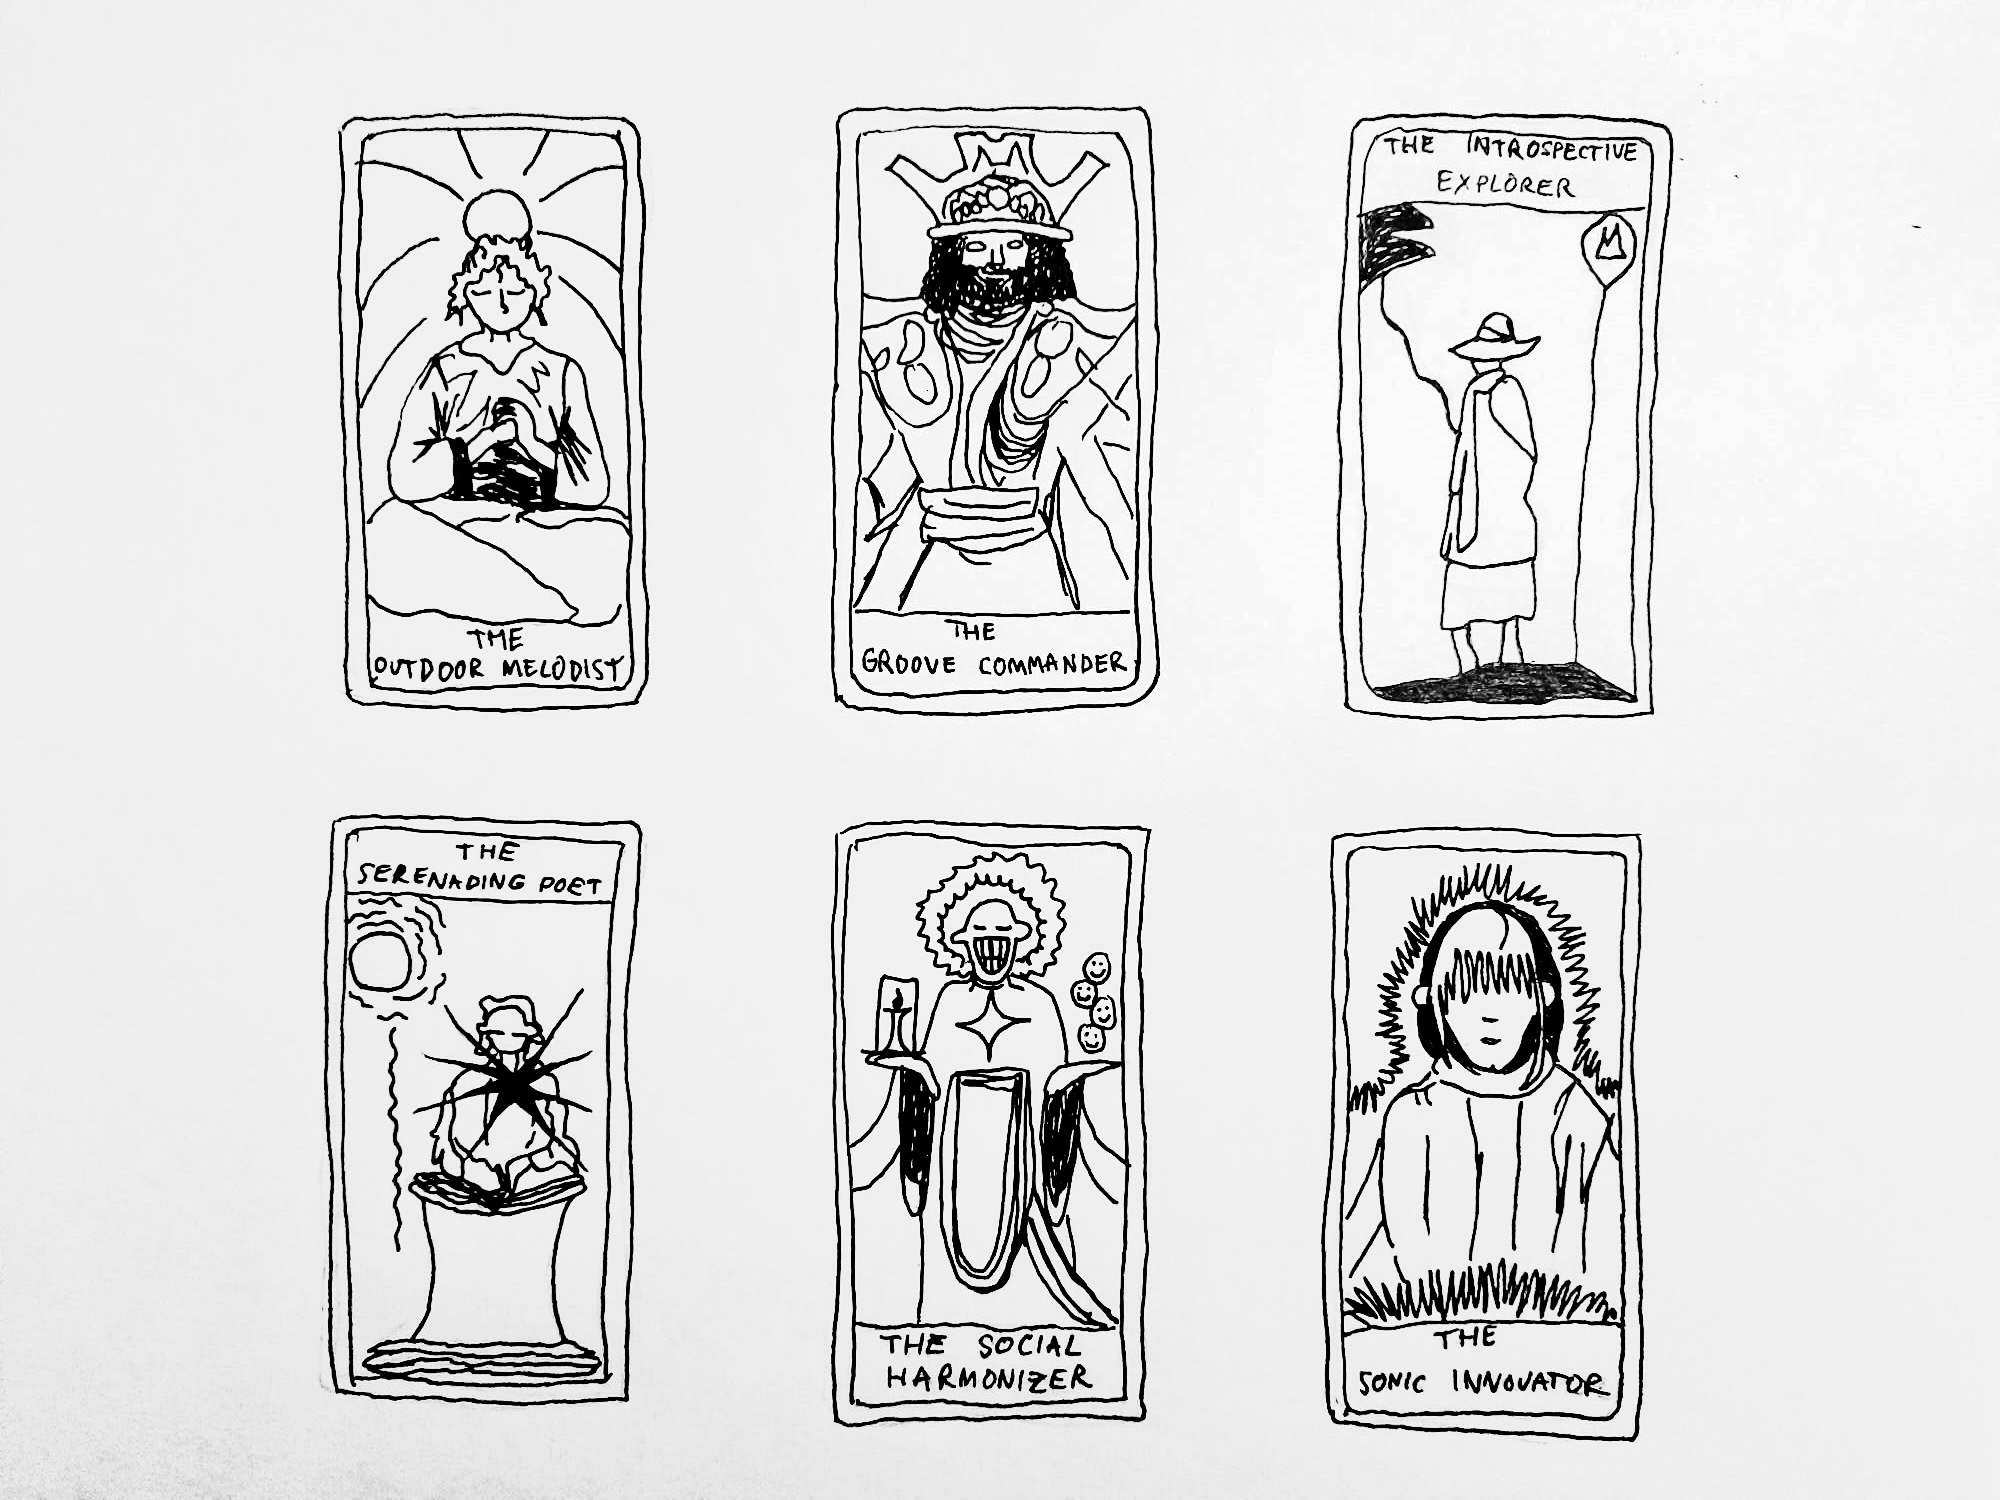 THE
OUTDOOR MELODIST
THE
GROOVE COMMANDER
THE INTROSPECTIVE
EXPLORER
M
THE
SERENADING POET
THE SOCIAL
HARMONIZER
THE
SONIC INNOVATOR